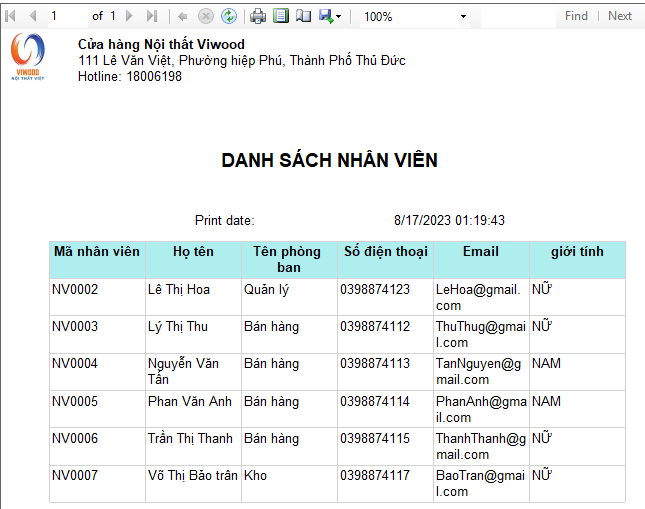 1 of 1 100% Find | Next
VIWOOD
NỘI THẤT VIỆT
Cửa hàng Nội thất Viwood
111 Lê Văn Việt, Phường hiệp Phú, Thành Phố Thủ Đức
Hotline: 18006198
DANH SÁCH NHÂN VIÊN
Print date: 8/17/2023 01:19:43
Mã nhân viên Họ tên Tên phòng Số điện thoại Email giới tính
ban
NV0002 Lê Thị Hoa Quản lý 0398874123 LeHoa@gmail. NỮ
com
NV0003 Lý Thị Thu Bán hàng 0398874112 ThuThug@gmai NỮ
l.com
NV0004 Nguyễn Văn Bán hàng 0398874113 TanNguyen@g NAM
Tấn mail.com
NV0005 Phan Văn Anh Bán hàng 0398874114 PhanAnh@gma NAM
il.com
NV0006 Trần Thị Thanh Bán hàng 0398874115 ThanhThanh@g NỮ
mail.com
NV0007 Võ Thị Bảo trân Kho 0398874117 BaoTran@gmai NỮ
l.com